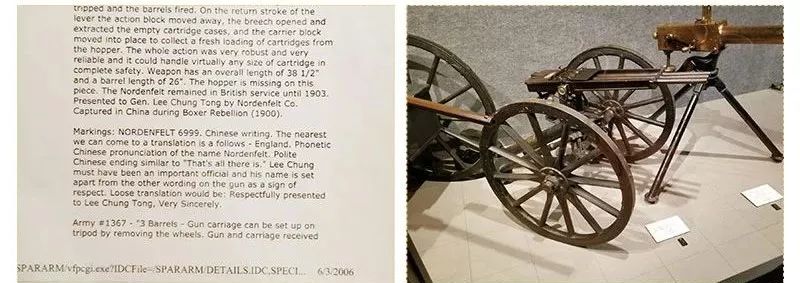 tripped and the barrels fired. On the return stroke of the
lever the action block moved away, the breech opened and
extracted the empty cartridge cases, and the carrier block
moved into place to collect a fresh loading of cartridges from
the hopper. The whole action was very robust and very
reliable and it could handle virtually any size of cartridge in
complete safety. Weapon has an overall length of 38 1/2"
and a barrel length of 26". The hopper is missing on this
piece. The Nordenfelt remained in British service until 1903.
Presented to Gen. Lee Chung Tong by Nordenfelt Co.
Captured in China during Boxer Rebellion (1900).
Markings: NORDENFELT 6999. Chinese writing. The nearest
we can come to a translation is a follows - England. Phonetic
Chinese pronunciation of the name Nordenfelt. Polite
Chinese ending similar to "That's all there is." Lee Chung
must have been an important official and his name is set
apart from the other wording on the gun as a sign of
respect. Loose translation would be: Respectfully presented
to Lee Chung Tong, Very Sincerely.
Army #1367 - "3 Barrels - Gun carriage can be set up on
tripod by removing the wheels. Gun and carriage received
SPARARM/vfpcgi.exe?IDCFile=/SPARARM/DETAILS.IDC,SPECI... 6/3/2006